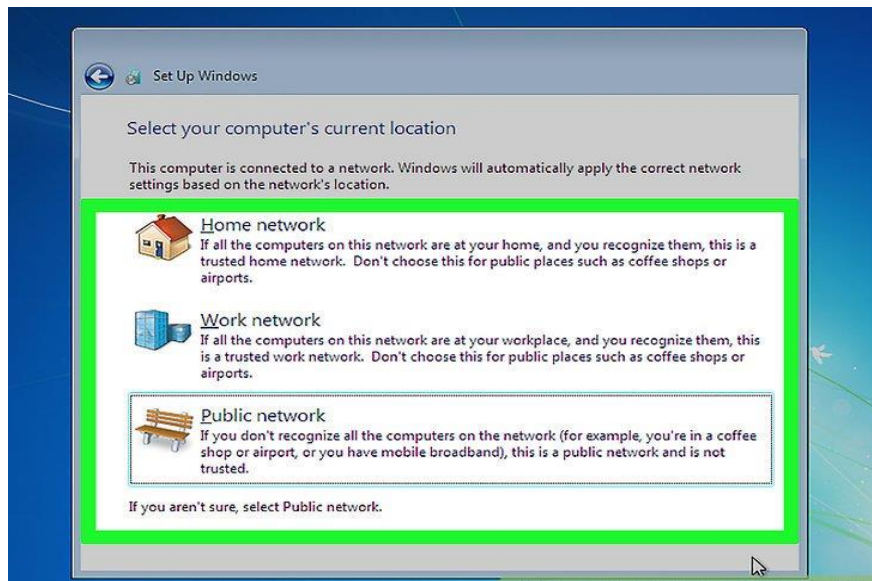 Set Up Windows
Select your computer's current location
This computer is connected to a network. Windows will automatically apply the correct network
settings based on the network's location.
Home network
If all the computers on this network are at your home, and you recognize them, this is a
trusted home network. Don't choose this for public places such as coffee shops or
airports.
Work network
If all the computers on this network are at your workplace, and you recognize them, this
is a trusted work network. Don't choose this for public places such as coffee shops or
airports.
Public network
If you don't recognize all the computers on the network (for example, you're in a coffee
shop or airport, or you have mobile broadband), this is a public network and is not
trusted.
If you aren't sure, select Public network.